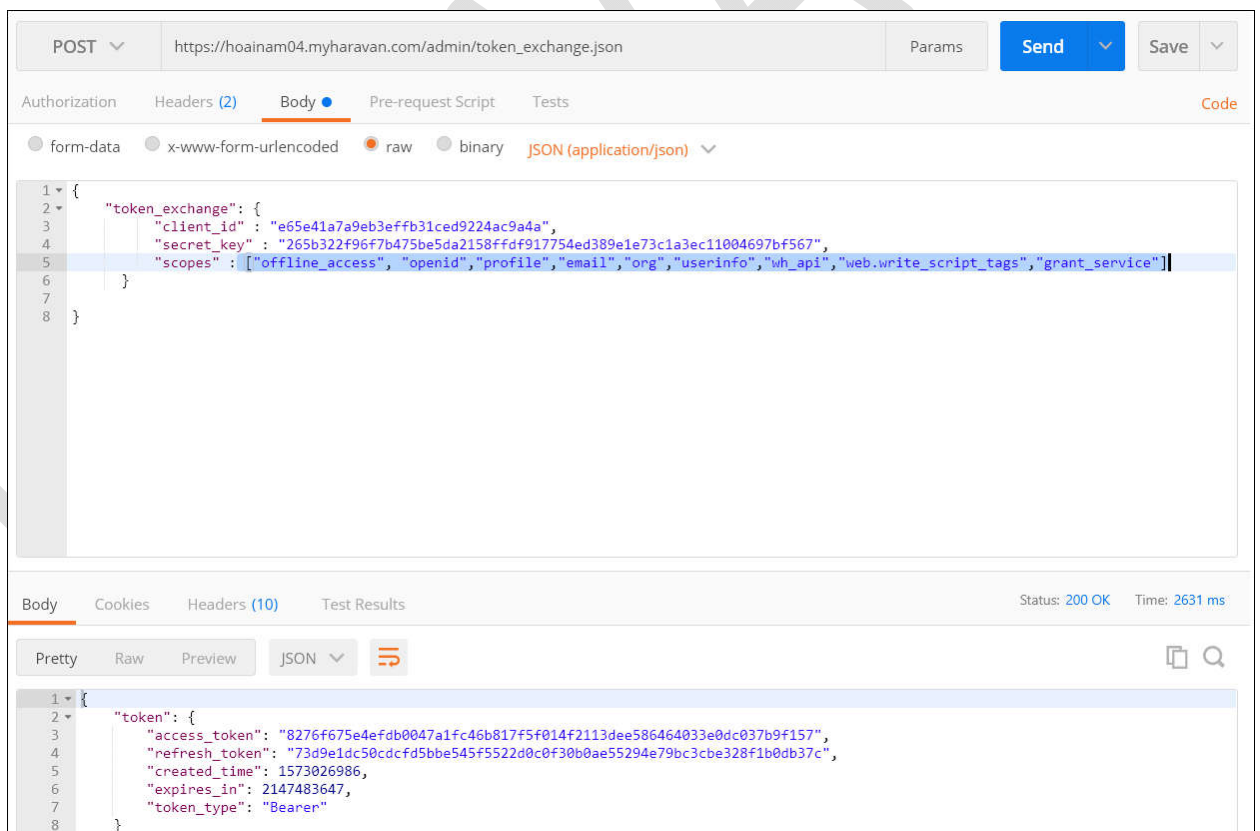 POST https://hoainam04.myharavan.com/admin/token_exchange.json Params Send Save
Authorization Headers (2) Body Pre-request Script Tests Code
form-data x-www-form-urlencoded raw binary JSON (application/json)
1 {
2 "token_exchange": {
3 "client_id" : "e65e41a7a9eb3effb31ced9224ac9a4a",
4 "secret_key" : "265b322f96f7b475be5da2158ffdf917754ed389e1e73c1a3ec11004697bf567",
5 "scopes" : ["offline_access", "openid","profile","email","org","userinfo","wh_api","web.write_script_tags","grant_service"]
6 }
7
8 }
Body Cookies Headers (10) Test Results Status: 200 OK Time: 2631 ms
Pretty Raw Preview JSON
1 {
2 "token": {
3 "access_token": "8276f675e4efdb0047a1fc46b817f5f014f2113dee586464033e0dc037b9f157",
4 "refresh_token": "73d9e1dc50cdcfd5bbe545f5522d0c0f30b0ae55294e79bc3cbe328f1b0db37c",
5 "created_time": 1573026986,
6 "expires_in": 2147483647,
7 "token_type": "Bearer"
8 }